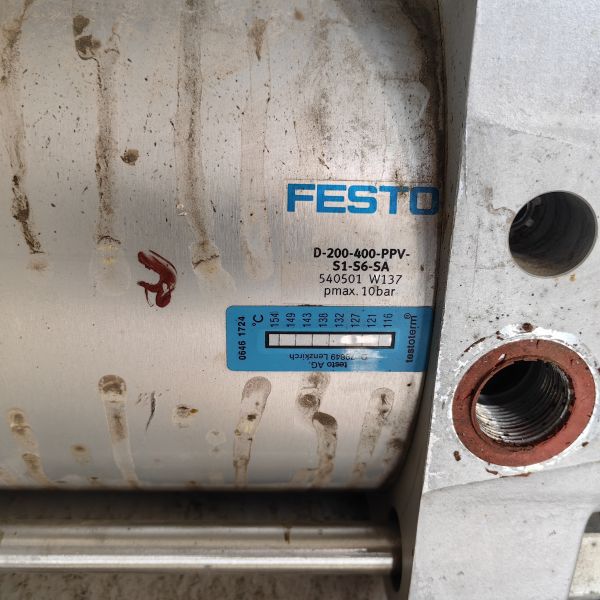 FESTO
D-200-400-PPV-
S1-S6-SA
540501 W137
pmax. 10bar
0646 1724
°C
154
149
143
138
132
127
121
116
testoterm®
testo AG.
D-79849 Lenzkirch